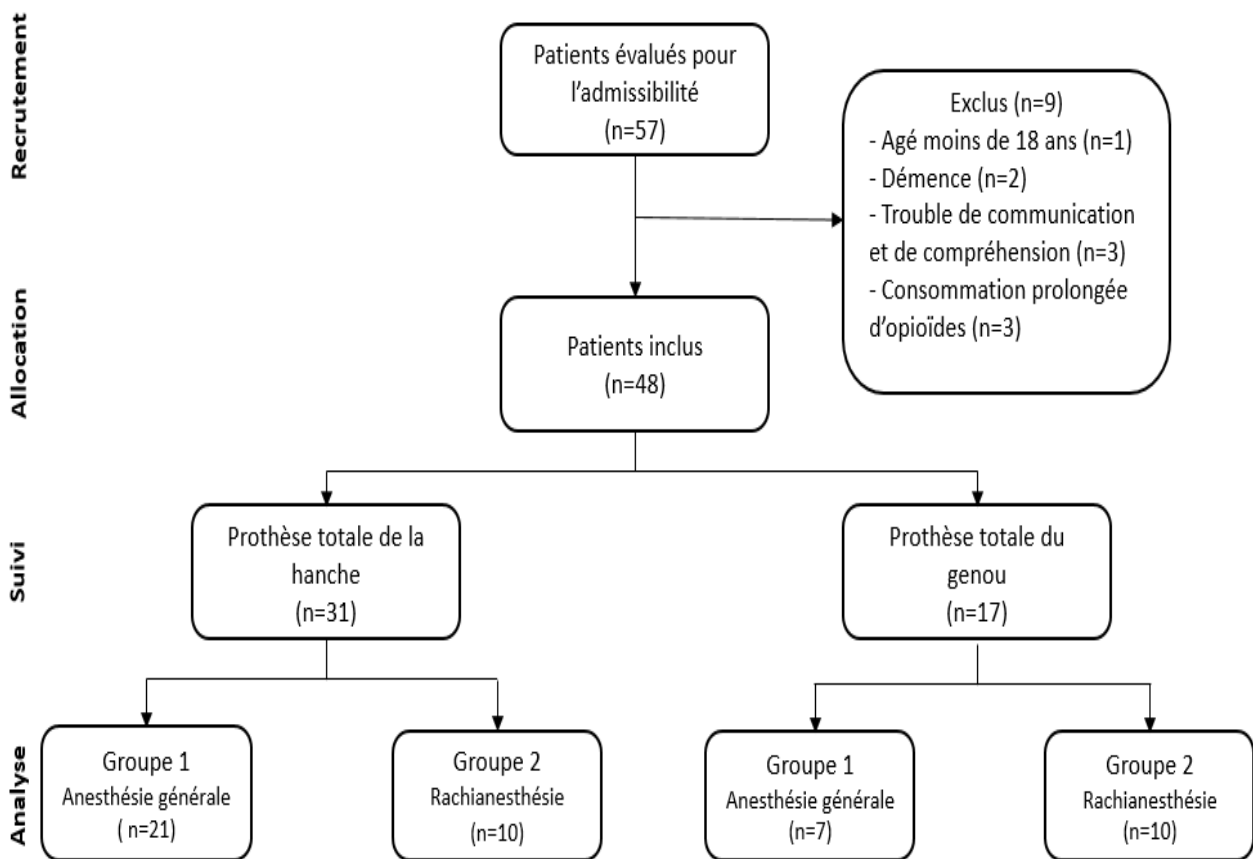 Recrutement
Patients évalués pour
l'admissibilité
(n=57)
Exclus (n=9)
- Agé moins de 18 ans (n=1)
- Démence (n=2)
- Trouble de communication
et de compréhension (n=3)
- Consommation prolongée
d'opioïdes (n=3)
Allocation
Patients inclus
(n=48)
Suivi
Prothèse totale de la
hanche
(n=31)
Prothèse totale du
genou
(n=17)
Analyse
Groupe 1
Anesthésie générale
( n=21)
Groupe 2
Rachianesthésie
(n=10)
Groupe 1
Anesthésie générale
(n=7)
Groupe 2
Rachianesthésie
(n=10)